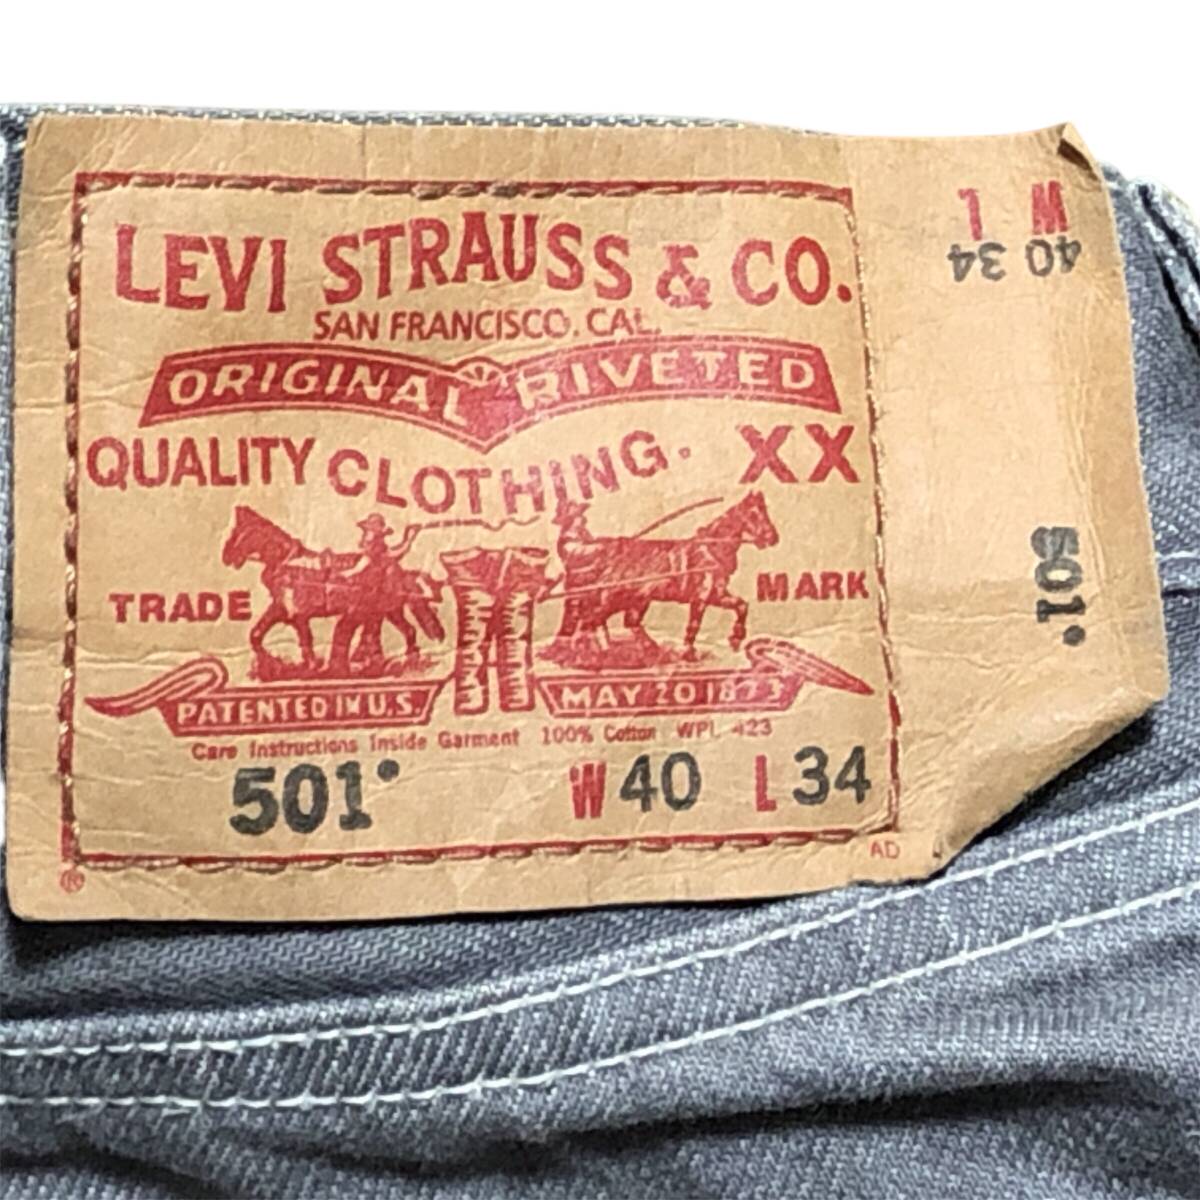 LEVI STRAUSS & CO.
SAN FRANCISCO, CAL.
ORIGINAL RIVETED
QUALITY CLOTHING. XX
TRADE MARK
PATENTED IN U.S. MAY 20 1873
Care Instructions Inside Garment 100% Cotton WPL 423
501® W40 L34
® AD
W L
40 34
501®